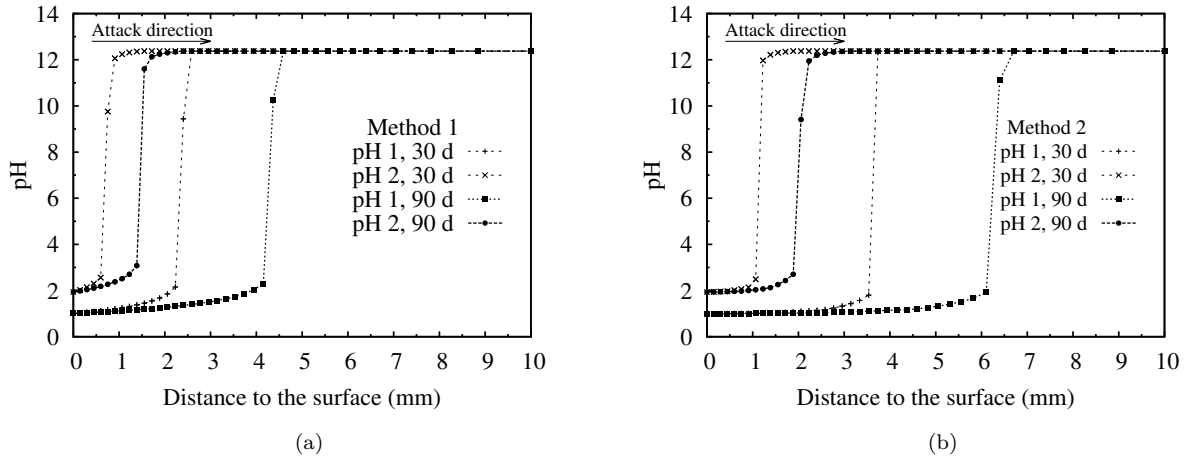 Attack direction
14
12
10
8
6
4
2
0
pH
Method 1
pH 1, 30 d
pH 2, 30 d
pH 1, 90 d
pH 2, 90 d
0 1 2 3 4 5 6 7 8 9 10
Distance to the surface (mm)
(a)
Attack direction
14
12
10
8
6
4
2
0
pH
Method 2
pH 1, 30 d
pH 2, 30 d
pH 1, 90 d
pH 2, 90 d
0 1 2 3 4 5 6 7 8 9 10
Distance to the surface (mm)
(b)